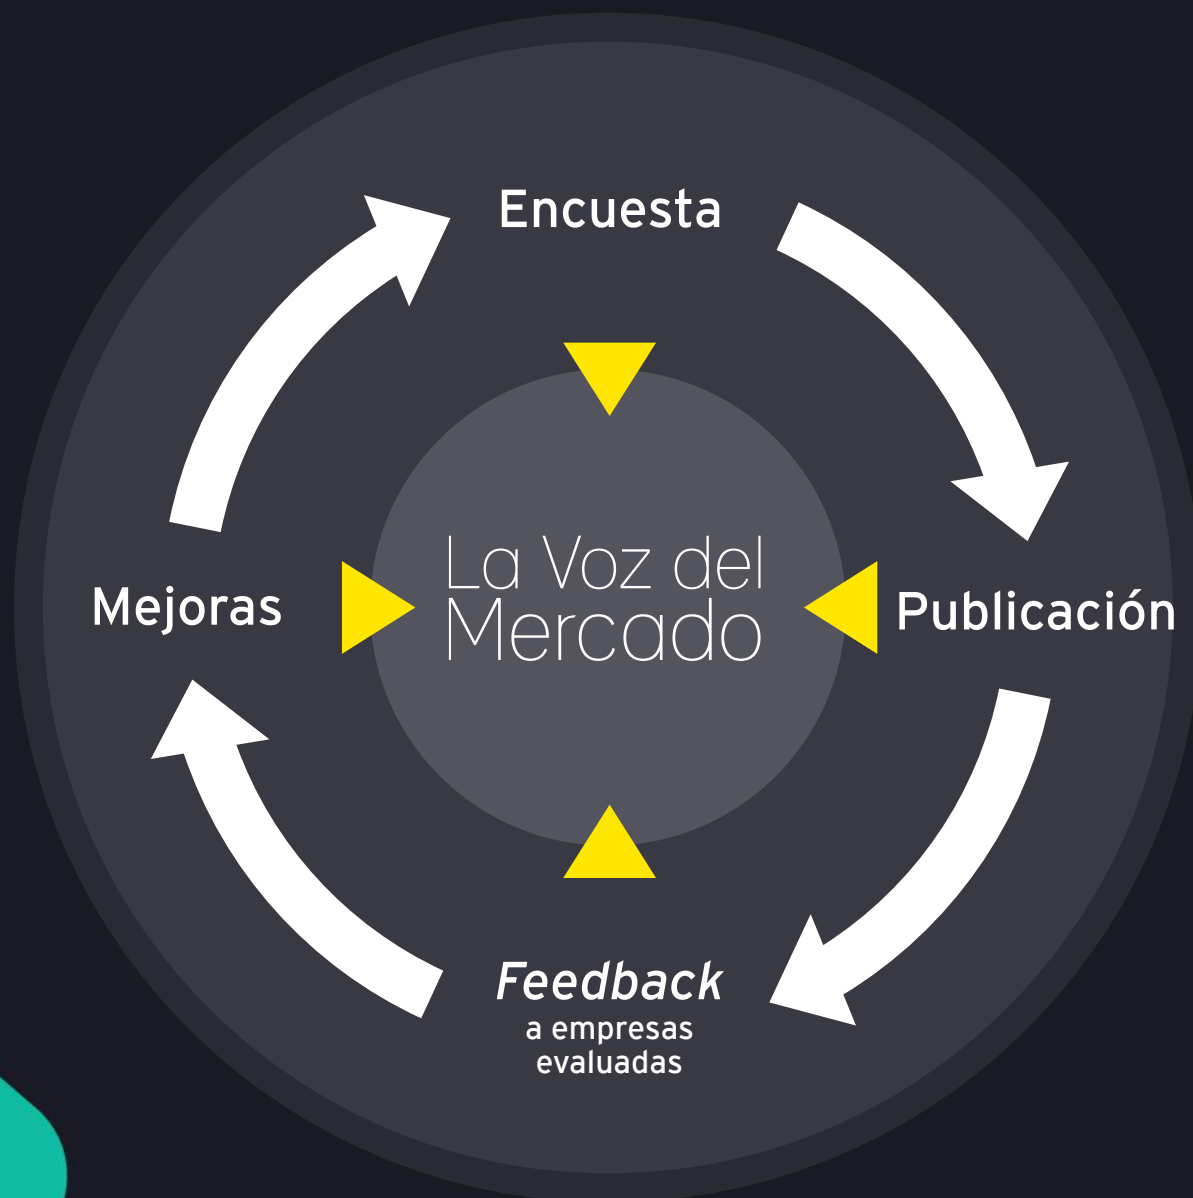 Encuesta
La Voz del
Mercado
Mejoras
Publicación
Feedback
a empresas
evaluadas